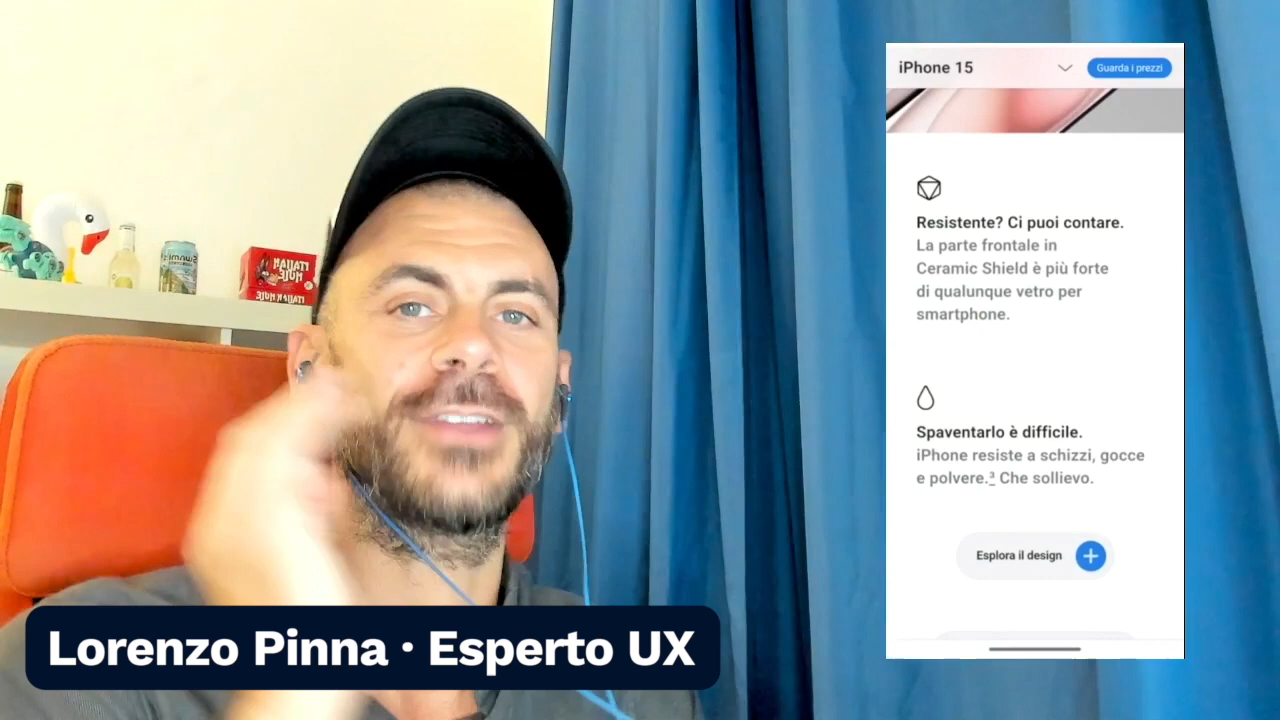 iPhone 15
Guarda i prezzi
Resistente? Ci puoi contare.
La parte frontale in
Ceramic Shield è più forte
di qualunque vetro per
smartphone.
Spaventarlo è difficile.
iPhone resiste a schizzi, gocce
e polvere.³ Che sollievo.
Esplora il design
Lorenzo Pinna · Esperto UX